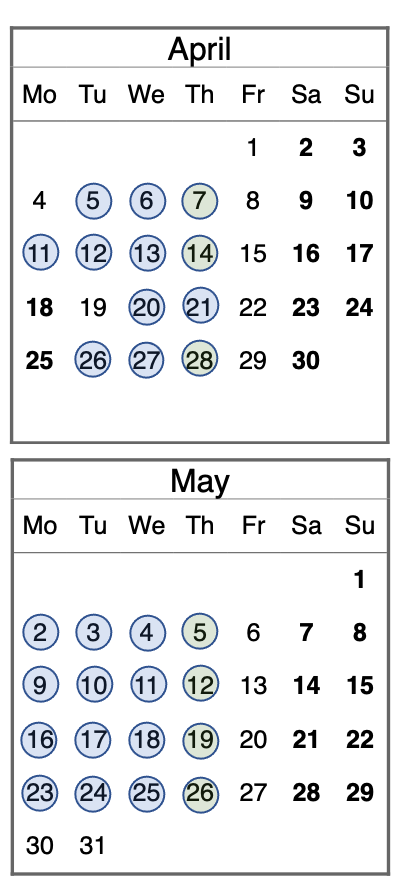 April
Mo Tu We Th Fr Sa Su
1 2 3
4 5 6 7 8 9 10
11 12 13 14 15 16 17
18 19 20 21 22 23 24
25 26 27 28 29 30
May
Mo Tu We Th Fr Sa Su
1
2 3 4 5 6 7 8
9 10 11 12 13 14 15
16 17 18 19 20 21 22
23 24 25 26 27 28 29
30 31